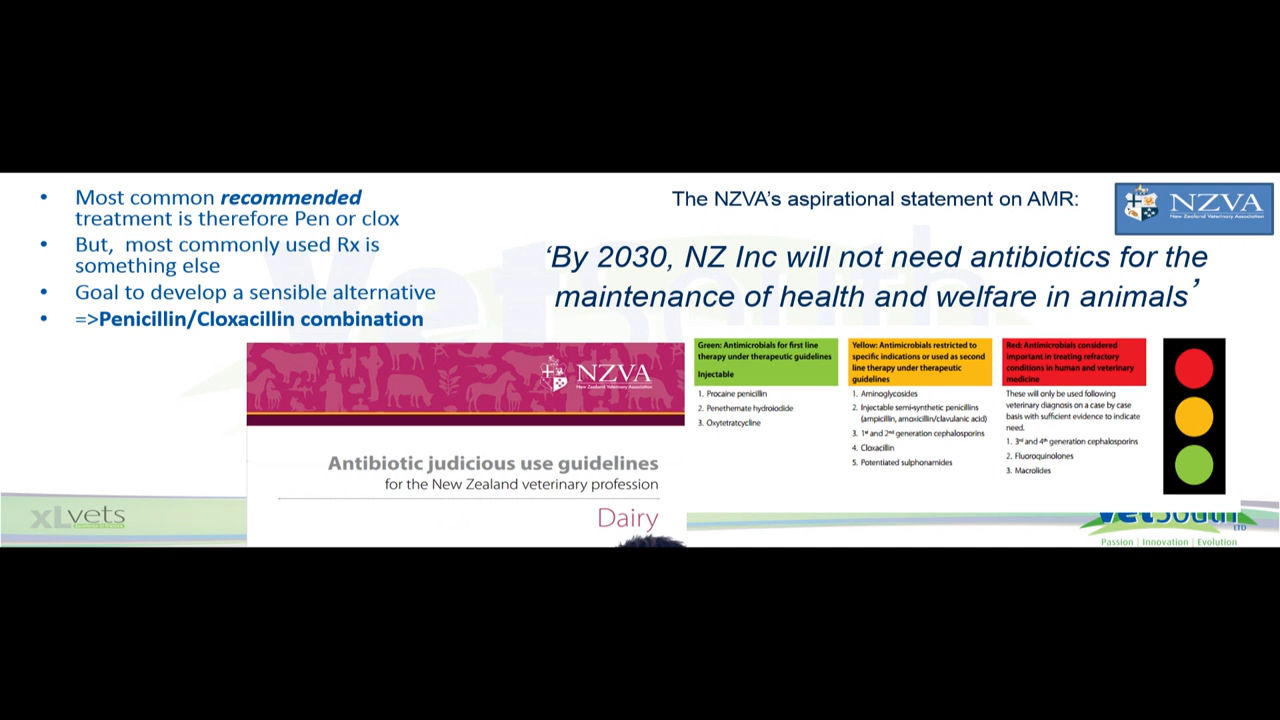 • Most common recommended
treatment is therefore Pen or clox
• But, most commonly used Rx is
something else
• Goal to develop a sensible alternative
• =>Penicillin/Cloxacillin combination
The NZVA's aspirational statement on AMR:
NZVA
New Zealand Veterinary Association
‘By 2030, NZ Inc will not need antibiotics for the
maintenance of health and welfare in animals’
NZVA
New Zealand Veterinary Association
Antibiotic judicious use guidelines
for the New Zealand veterinary profession
Dairy
Green: Antimicrobials for first line
therapy under therapeutic guidelines
Injectable
1. Procaine penicillin
2. Penethemate hydroiodide
3. Oxytetratcycline
Yellow: Antimicrobials restricted to
specific indications or used as second
line therapy under therapeutic
guidelines
1. Aminoglycosides
2. Injectable semi-synthetic penicillins
(ampicillin, amoxicillin/clavulanic acid)
3. 1st and 2nd generation cephalosporins
4. Cloxacillin
5. Potentiated sulphonamides
Red: Antimicrobials considered
important in treating refractory
conditions in human and veterinary
medicine
These will only be used following
veterinary diagnosis on a case by case
basis with sufficient evidence to indicate
need.
1. 3rd and 4th generation cephalosporins
2. Fluoroquinolones
3. Macrolides
xLvets
VetSouth
LTD
Passion | Innovation | Evolution